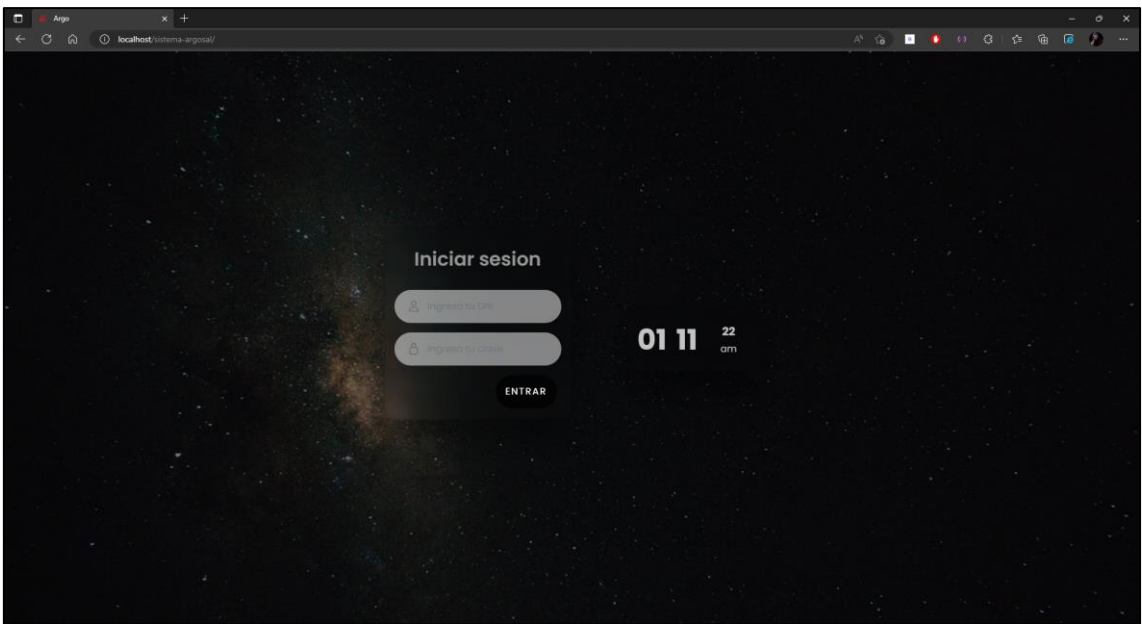 Argo
localhost/sistema-argosal/
Iniciar sesion
Ingresa tu DNI
Ingresa tu clave
ENTRAR
01 11 22
am